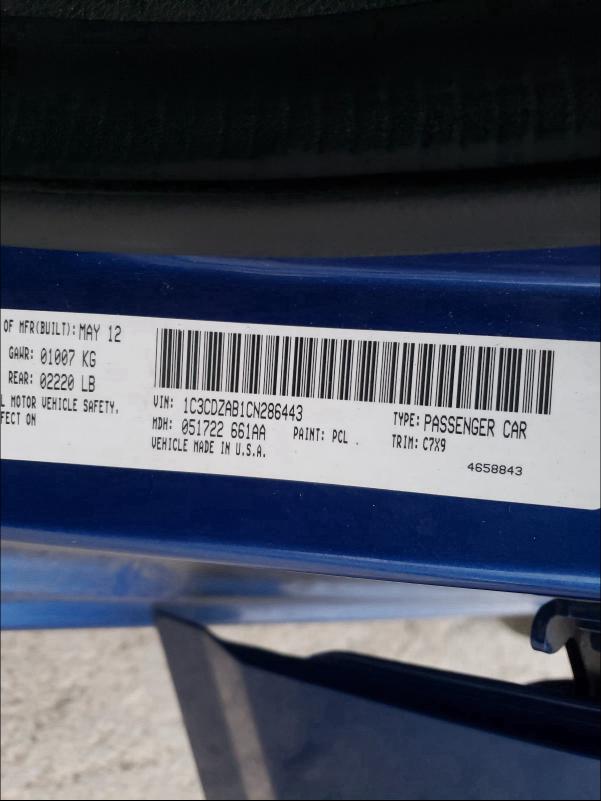 OF MFR(BUILT): MAY 12
GAWR: 01007 KG
REAR: 02220 LB
L MOTOR VEHICLE SAFETY,
FECT ON
VIN: 1C3CDZAB1CN286443
MDH: 051722 661AA
PAINT: PCL .
VEHICLE MADE IN U.S.A.
TYPE: PASSENGER CAR
TRIM: C7X9
4658843